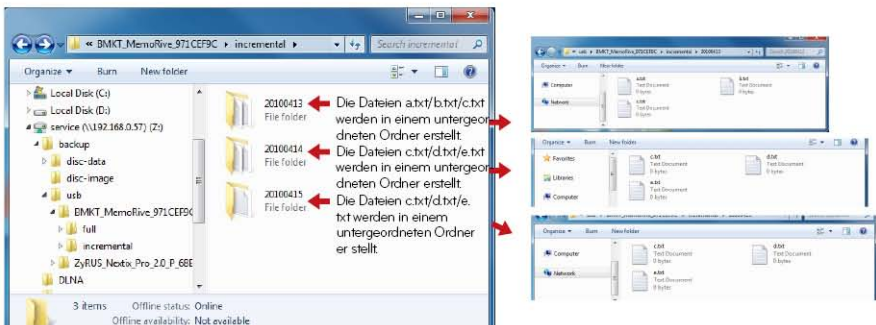 « BMKT_MemoRive_971CEF9C ▸ incremental ▸
Search incremental
Organize ▾ Burn New folder
Local Disk (C:)
Local Disk (D:)
service (\\192.168.0.57) (Z:)
backup
disc-data
disc-image
usb
BMKT_MemoRive_971CEF9C
full
incremental
ZyRUS_Nextix_Pro_2.0_P_68E
DLNA
20100413
File folder
20100414
File folder
20100415
File folder
3 items Offline status: Online
Offline availability: Not available
Die Dateien a.txt/b.txt/c.txt
werden in einem untergeor
dneten Ordner erstellt.
Die Dateien c.txt/d.txt/e.txt
werden in einem untergeor
dneten Ordner erstellt.
Die Dateien c.txt/d.txt/e.
txt werden in einem
untergeordneten Ordner
er stellt.
« usb ▸ BMKT_MemoRive_971CEF9C ▸ incremental ▸ 20100413
Organize ▾ Burn New folder
Computer
Network
a.txt
Text Document
0 bytes
b.txt
Text Document
0 bytes
c.txt
Text Document
0 bytes
Organize ▾ Burn New folder
Favorites
Libraries
Computer
c.txt
Text Document
0 bytes
d.txt
Text Document
0 bytes
e.txt
Text Document
0 bytes
Organize ▾ Burn New folder
Computer
Network
c.txt
Text Document
0 bytes
d.txt
Text Document
0 bytes
e.txt
Text Document
0 bytes